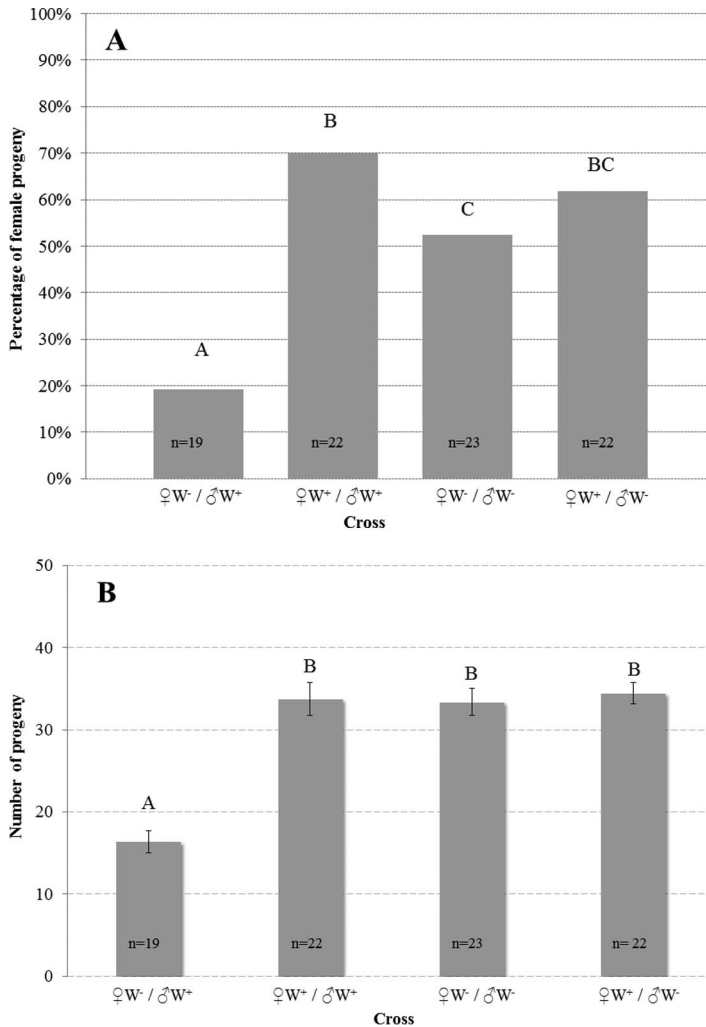 A
100%
90%
80%
70%
60%
50%
40%
30%
20%
10%
0%
Percentage of female progeny
A
B
C
BC
n=19
n=22
n=23
n=22
♀W⁻ / ♂W⁺
♀W⁺ / ♂W⁺
♀W⁻ / ♂W⁻
♀W⁺ / ♂W⁻
Cross
B
50
40
30
20
10
0
Number of progeny
A
B
B
B
n=19
n=22
n=23
n= 22
♀W⁻ / ♂W⁺
♀W⁺ / ♂W⁺
♀W⁻ / ♂W⁻
♀W⁺ / ♂W⁻
Cross